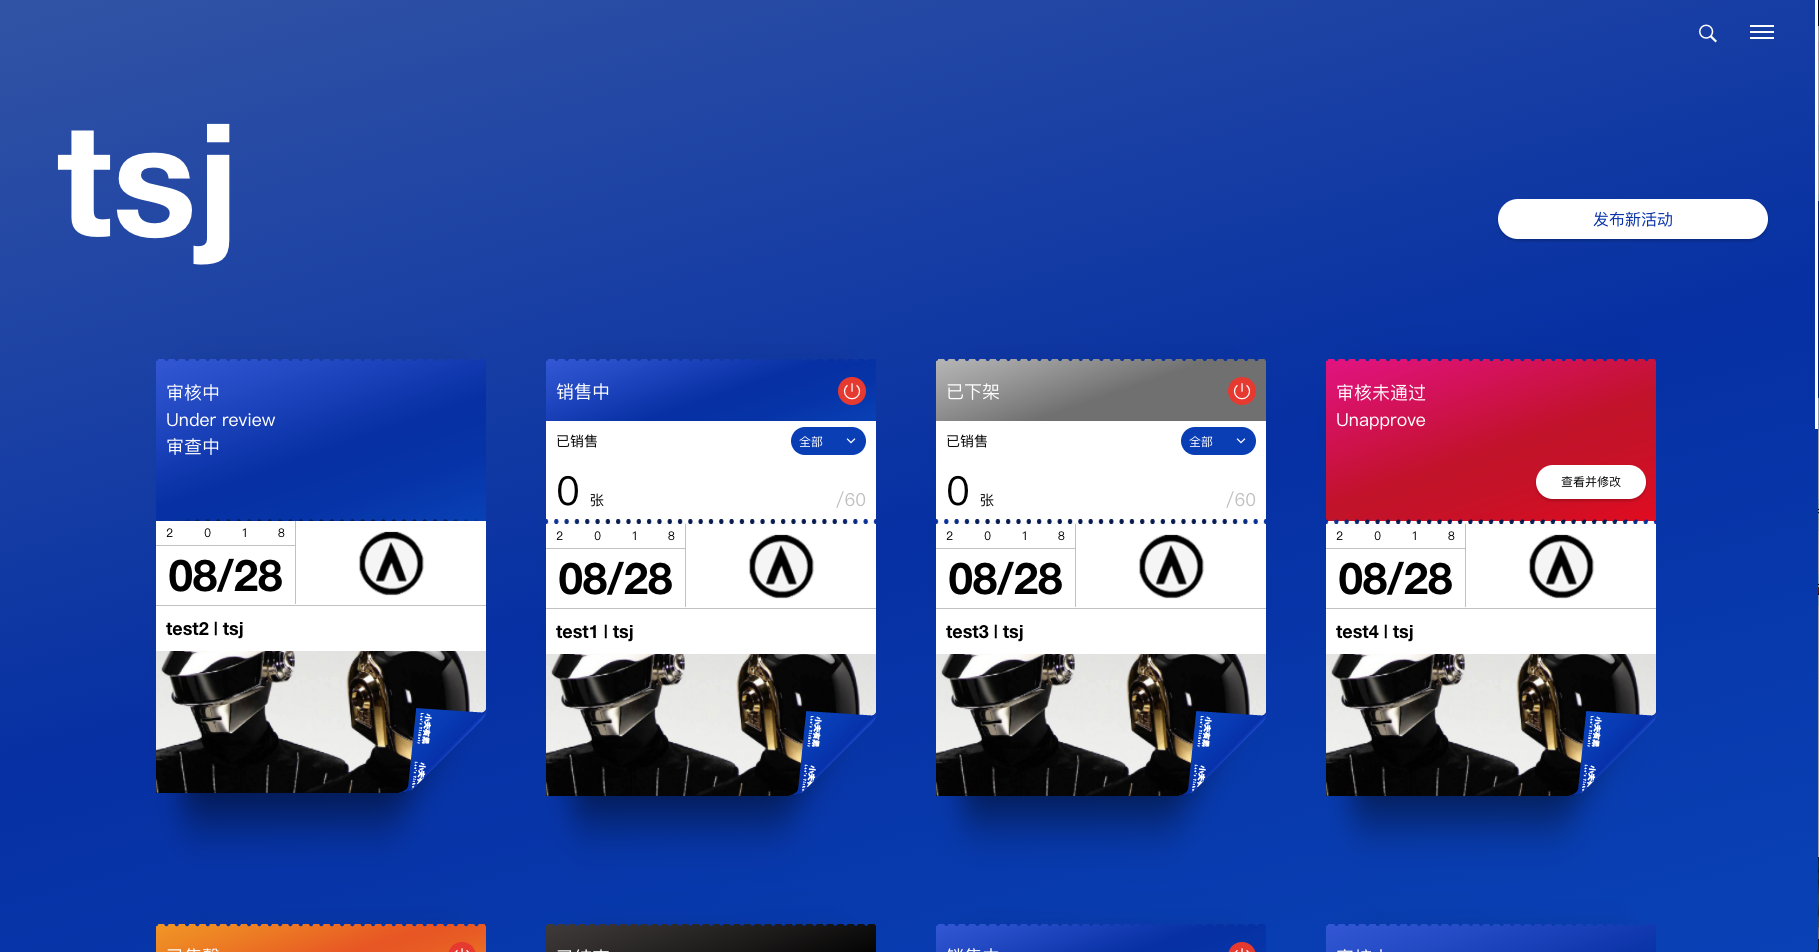 tsj
发布新活动
审核中
Under review
审查中
2 0 1 8
08/28
test2 | tsj
销售中
已销售
全部
0 张
/60
2 0 1 8
08/28
test1 | tsj
已下架
已销售
全部
0 张
/60
2 0 1 8
08/28
test3 | tsj
审核未通过
Unapprove
查看并修改
2 0 1 8
08/28
test4 | tsj